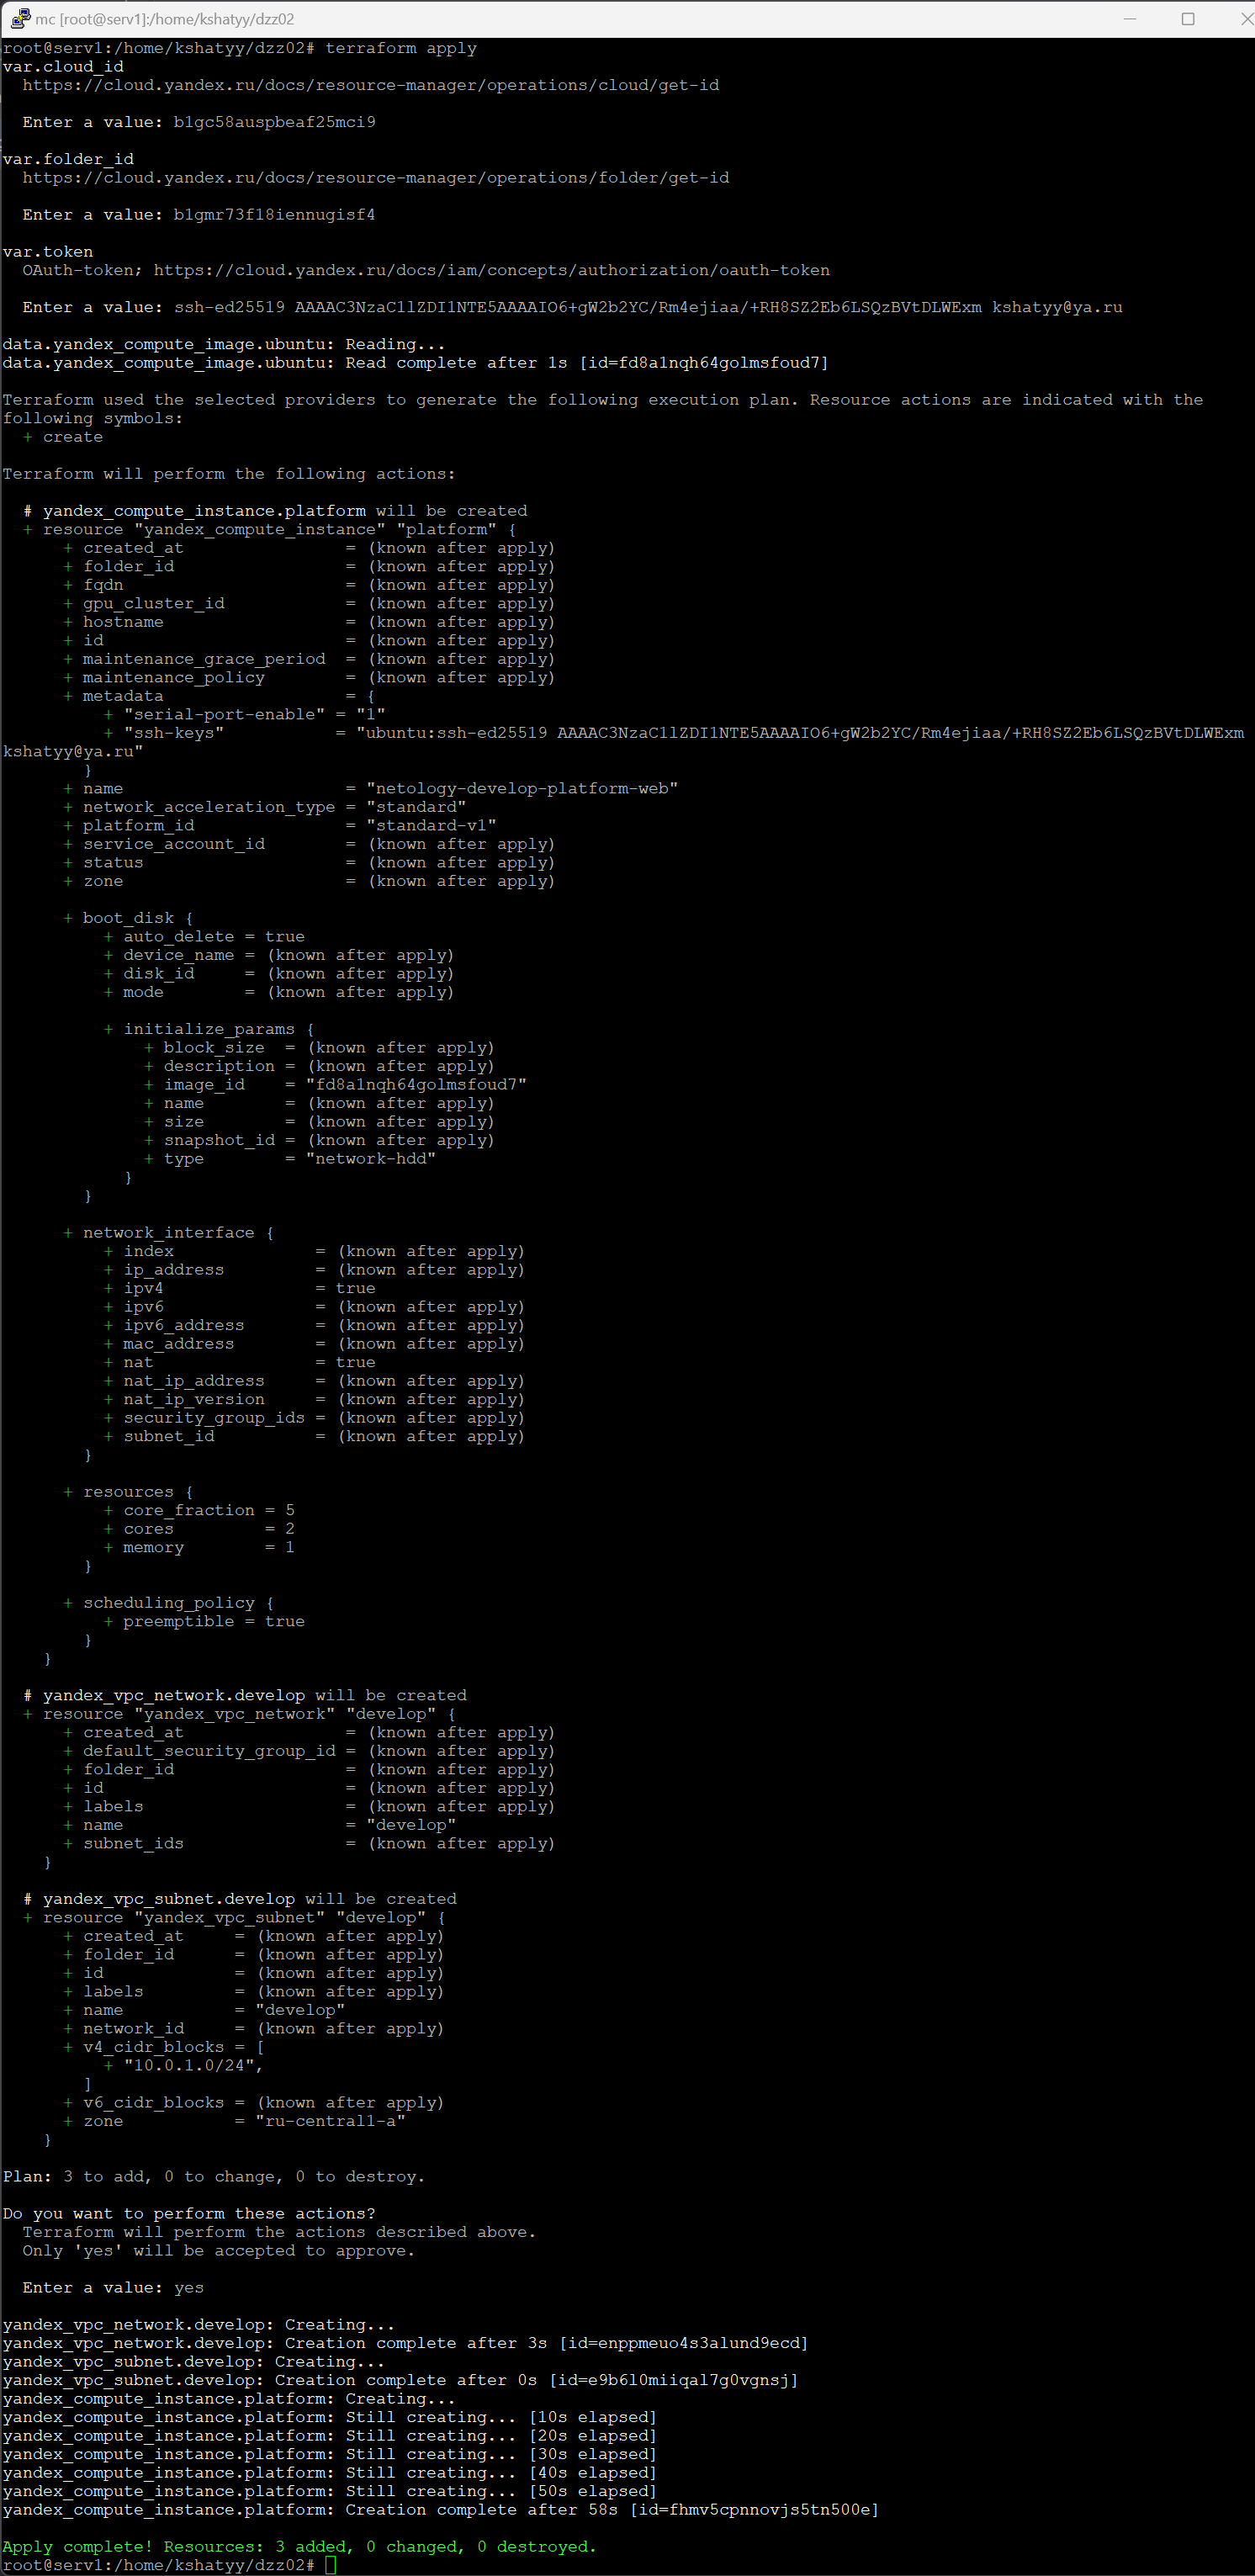 mc [root@serv1]:/home/kshatyy/dzz02
root@serv1:/home/kshatyy/dzz02# terraform apply
var.cloud_id
  https://cloud.yandex.ru/docs/resource-manager/operations/cloud/get-id

  Enter a value: b1gc58auspbeaf25mci9

var.folder_id
  https://cloud.yandex.ru/docs/resource-manager/operations/folder/get-id

  Enter a value: b1gmr73f18iennugisf4

var.token
  OAuth-token; https://cloud.yandex.ru/docs/iam/concepts/authorization/oauth-token

  Enter a value: ssh-ed25519 AAAAC3NzaC1lZDI1NTE5AAAAIO6+gW2b2YC/Rm4ejiaa/+RH8SZ2Eb6LSQzBVtDLWExm kshatyy@ya.ru

data.yandex_compute_image.ubuntu: Reading...
data.yandex_compute_image.ubuntu: Read complete after 1s [id=fd8a1nqh64golmsfoud7]

Terraform used the selected providers to generate the following execution plan. Resource actions are indicated with the
following symbols:
  + create

Terraform will perform the following actions:

  # yandex_compute_instance.platform will be created
  + resource "yandex_compute_instance" "platform" {
      + created_at                = (known after apply)
      + folder_id                 = (known after apply)
      + fqdn                      = (known after apply)
      + gpu_cluster_id            = (known after apply)
      + hostname                  = (known after apply)
      + id                        = (known after apply)
      + maintenance_grace_period  = (known after apply)
      + maintenance_policy        = (known after apply)
      + metadata                  = {
          + "serial-port-enable" = "1"
          + "ssh-keys"           = "ubuntu:ssh-ed25519 AAAAC3NzaC1lZDI1NTE5AAAAIO6+gW2b2YC/Rm4ejiaa/+RH8SZ2Eb6LSQzBVtDLWExm
kshatyy@ya.ru"
        }
      + name                      = "netology-develop-platform-web"
      + network_acceleration_type = "standard"
      + platform_id               = "standard-v1"
      + service_account_id        = (known after apply)
      + status                    = (known after apply)
      + zone                      = (known after apply)

      + boot_disk {
          + auto_delete = true
          + device_name = (known after apply)
          + disk_id     = (known after apply)
          + mode        = (known after apply)

          + initialize_params {
              + block_size  = (known after apply)
              + description = (known after apply)
              + image_id    = "fd8a1nqh64golmsfoud7"
              + name        = (known after apply)
              + size        = (known after apply)
              + snapshot_id = (known after apply)
              + type        = "network-hdd"
            }
        }

      + network_interface {
          + index              = (known after apply)
          + ip_address         = (known after apply)
          + ipv4               = true
          + ipv6               = (known after apply)
          + ipv6_address       = (known after apply)
          + mac_address        = (known after apply)
          + nat                = true
          + nat_ip_address     = (known after apply)
          + nat_ip_version     = (known after apply)
          + security_group_ids = (known after apply)
          + subnet_id          = (known after apply)
        }

      + resources {
          + core_fraction = 5
          + cores         = 2
          + memory        = 1
        }

      + scheduling_policy {
          + preemptible = true
        }
    }

  # yandex_vpc_network.develop will be created
  + resource "yandex_vpc_network" "develop" {
      + created_at                = (known after apply)
      + default_security_group_id = (known after apply)
      + folder_id                 = (known after apply)
      + id                        = (known after apply)
      + labels                    = (known after apply)
      + name                      = "develop"
      + subnet_ids                = (known after apply)
    }

  # yandex_vpc_subnet.develop will be created
  + resource "yandex_vpc_subnet" "develop" {
      + created_at     = (known after apply)
      + folder_id      = (known after apply)
      + id             = (known after apply)
      + labels         = (known after apply)
      + name           = "develop"
      + network_id     = (known after apply)
      + v4_cidr_blocks = [
          + "10.0.1.0/24",
        ]
      + v6_cidr_blocks = (known after apply)
      + zone           = "ru-central1-a"
    }

Plan: 3 to add, 0 to change, 0 to destroy.

Do you want to perform these actions?
  Terraform will perform the actions described above.
  Only 'yes' will be accepted to approve.

  Enter a value: yes

yandex_vpc_network.develop: Creating...
yandex_vpc_network.develop: Creation complete after 3s [id=enppmeuo4s3alund9ecd]
yandex_vpc_subnet.develop: Creating...
yandex_vpc_subnet.develop: Creation complete after 0s [id=e9b6l0miiqal7g0vgnsj]
yandex_compute_instance.platform: Creating...
yandex_compute_instance.platform: Still creating... [10s elapsed]
yandex_compute_instance.platform: Still creating... [20s elapsed]
yandex_compute_instance.platform: Still creating... [30s elapsed]
yandex_compute_instance.platform: Still creating... [40s elapsed]
yandex_compute_instance.platform: Still creating... [50s elapsed]
yandex_compute_instance.platform: Creation complete after 58s [id=fhmv5cpnnovjs5tn500e]

Apply complete! Resources: 3 added, 0 changed, 0 destroyed.
root@serv1:/home/kshatyy/dzz02#